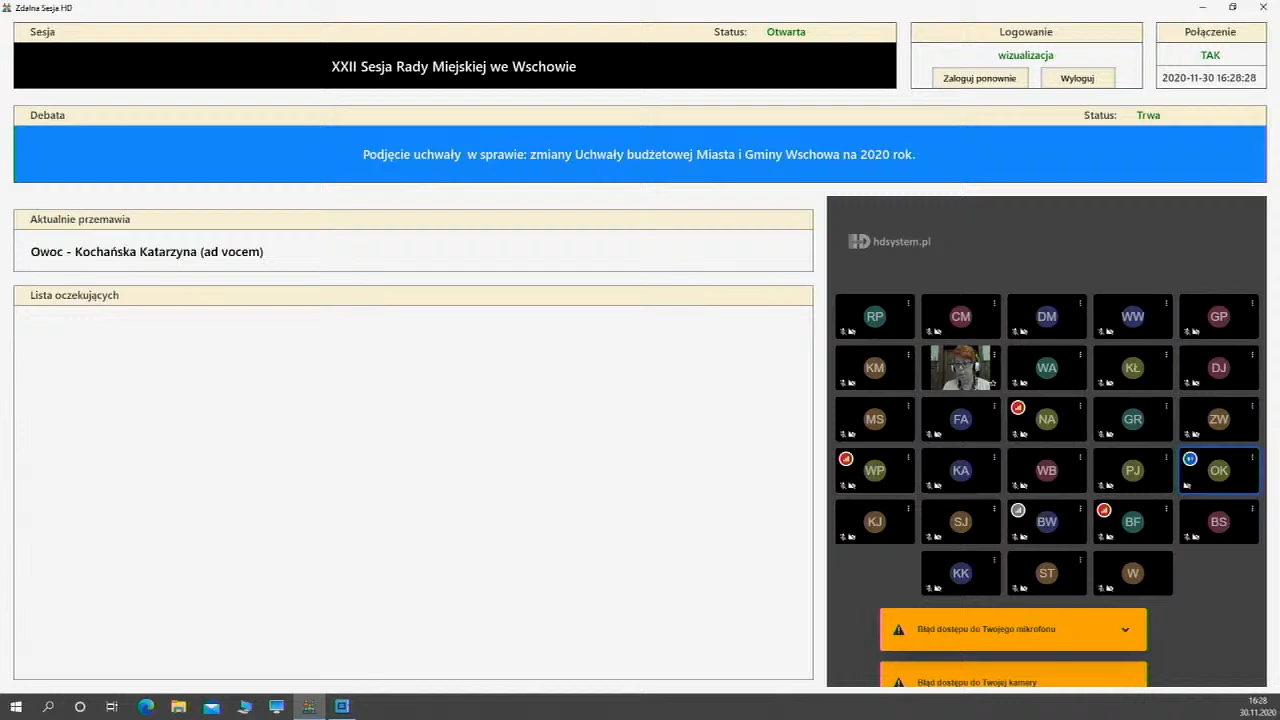 Zdalna Sesja HD
Sesja
Status: Otwarta
XXII Sesja Rady Miejskiej we Wschowie
Logowanie
wizualizacja
Zaloguj ponownie
Wyloguj
Połączenie
TAK
2020-11-30 16:28:28
Debata
Status: Trwa
Podjęcie uchwały w sprawie: zmiany Uchwały budżetowej Miasta i Gminy Wschowa na 2020 rok.
Aktualnie przemawia
Owoc - Kochańska Katarzyna (ad vocem)
Lista oczekujących
HD hdsystem.pl
RP CM DM WW GP
KM WA KŁ DJ
MS FA NA GR ZW
WP KA WB PJ OK
KJ SJ BW BF BS
KK ST W
Błąd dostępu do Twojego mikrofonu
Błąd dostępu do Twojej kamery
16:28
30.11.2020